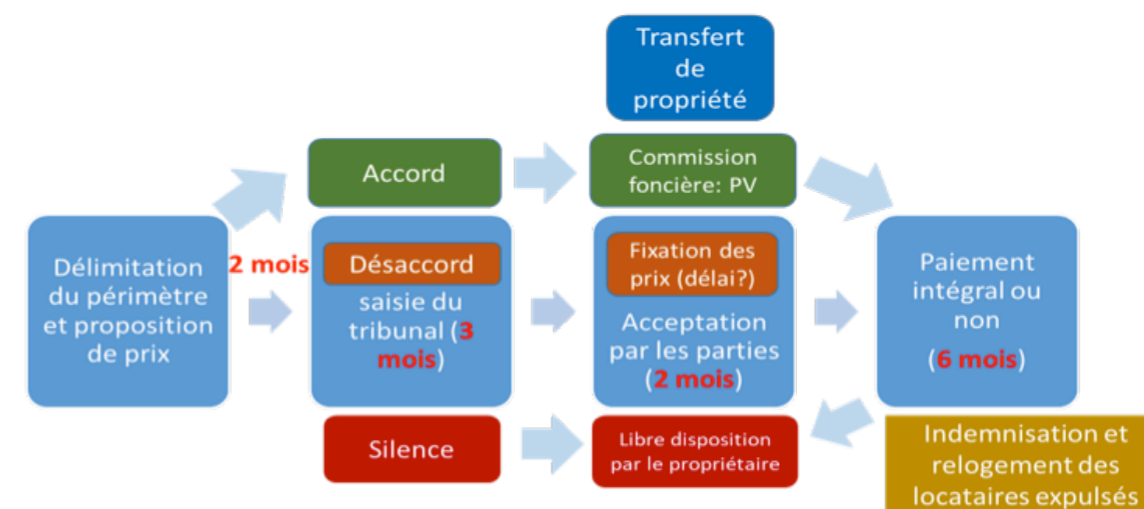 Transfert
de
propriété
Accord
Commission
foncière: PV
Délimitation
du périmètre
et proposition
de prix
2 mois
Désaccord
saisie du
tribunal (3
mois)
Fixation des
prix (délai?)
Acceptation
par les parties
(2 mois)
Paiement
intégral ou
non
(6 mois)
Silence
Libre disposition
par le propriétaire
Indemnisation et
relogement des
locataires expulsés